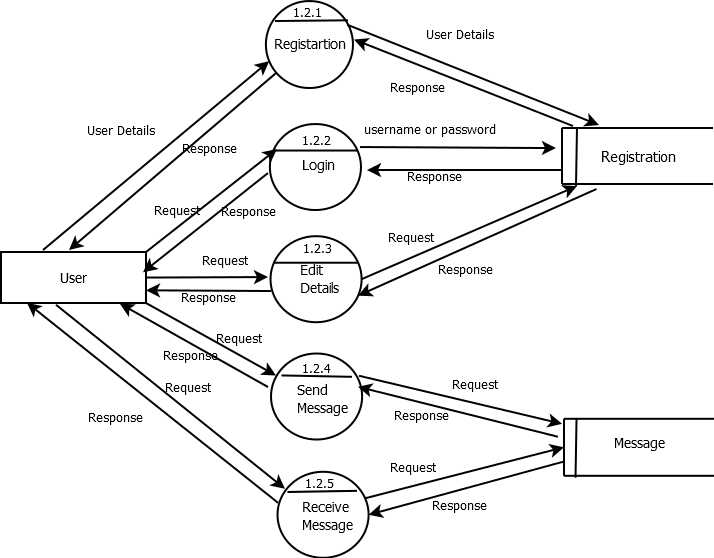 1.2.1
Registartion
User Details
Response
User Details
Response
1.2.2
Login
username or password
Response
Registration
Request
Response
1.2.3
Edit
Details
Request
Response
Request
Response
User
1.2.4
Send
Message
Request
Response
Request
Response
Message
1.2.5
Receive
Message
Request
Response
Request
Response